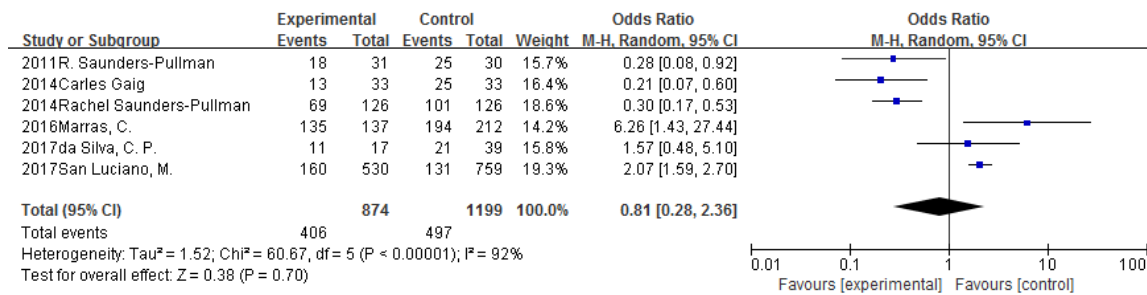 Experimental Control Odds Ratio Odds Ratio
Study or Subgroup Events Total Events Total Weight M-H, Random, 95% CI M-H, Random, 95% CI
2011R. Saunders-Pullman 18 31 25 30 15.7% 0.28 [0.08, 0.92]
2014Carles Gaig 13 33 25 33 16.4% 0.21 [0.07, 0.60]
2014Rachel Saunders-Pullman 69 126 101 126 18.6% 0.30 [0.17, 0.53]
2016Marras, C. 135 137 194 212 14.2% 6.26 [1.43, 27.44]
2017da Silva, C. P. 11 17 21 39 15.8% 1.57 [0.48, 5.10]
2017San Luciano, M. 160 530 131 759 19.3% 2.07 [1.59, 2.70]
Total (95% CI) 874 1199 100.0% 0.81 [0.28, 2.36]
Total events 406 497
Heterogeneity: Tau² = 1.52; Chi² = 60.67, df = 5 (P < 0.00001); I² = 92%
Test for overall effect: Z = 0.38 (P = 0.70)
0.01 0.1 1 10 100
Favours [experimental] Favours [control]